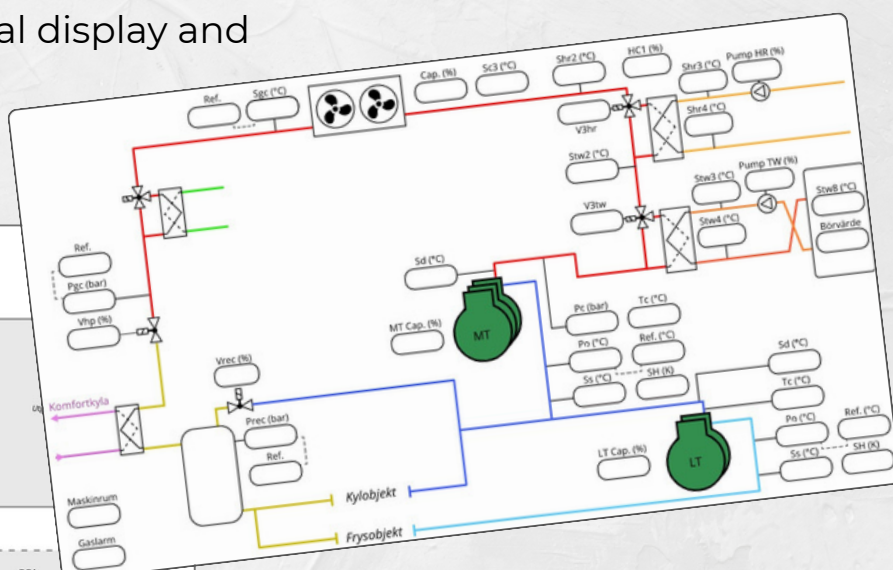 al display and
Ref.
Sgc (°C)
Cap. (%)
Sc3 (°C)
Shr2 (°C)
HC1 (%)
Shr3 (°C)
Pump HR (%)
V3hr
Shr4 (°C)
Stw2 (°C)
Stw3 (°C)
Pump TW (%)
V3tw
Stw4 (°C)
Stw8 (°C)
Börvärde
Ref.
Pgc (bar)
Vhp (%)
Sd (°C)
MT Cap. (%)
MT
Pc (bar)
Tc (°C)
Po (°C)
Ref. (°C)
Ss (°C)
SH (K)
Vrec (%)
Komfortkyla
Prec (bar)
Ref.
Sd (°C)
Tc (°C)
Po (°C)
Ref. (°C)
Ss (°C)
SH (K)
LT Cap. (%)
LT
Kylobjekt
Frysobjekt
Maskinrum
Gaslarm